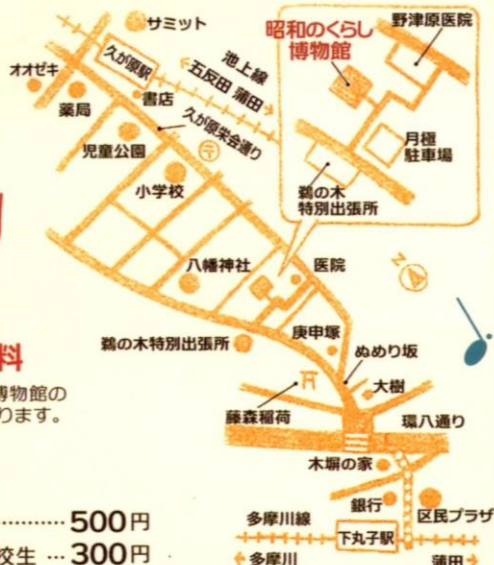 サミット
久が原駅
池上線
←五反田 蒲田→
オオゼキ
薬局
書店
久が原栄会通り
児童公園
小学校
八幡神社
医院
鵜の木特別出張所
庚申塚
ぬめり坂
大樹
藤森稲荷
環八通り
木塀の家
銀行
区民プラザ
多摩川線
下丸子駅
←多摩川
蒲田→
昭和のくらし
博物館
野津原医院
月極
駐車場
鵜の木
特別出張所
N
料
博物館の
ります。
500円
校生 … 300円